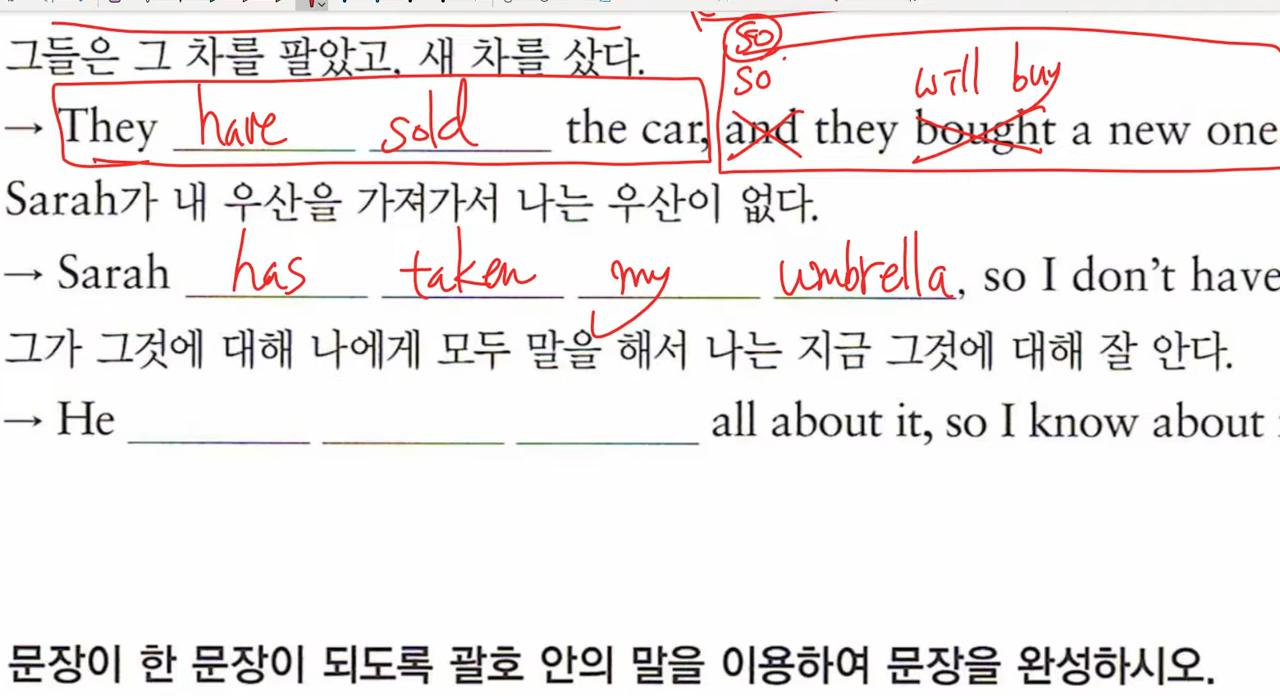 그들은 그 차를 팔았고, 새 차를 샀다.
so
so will buy
→ They have sold the car, and they bought a new one
Sarah가 내 우산을 가져가서 나는 우산이 없다.
→ Sarah has taken my umbrella, so I don't have
그가 그것에 대해 나에게 모두 말을 해서 나는 지금 그것에 대해 잘 안다.
→ He ___ ___ ___ all about it, so I know about
문장이 한 문장이 되도록 괄호 안의 말을 이용하여 문장을 완성하시오.